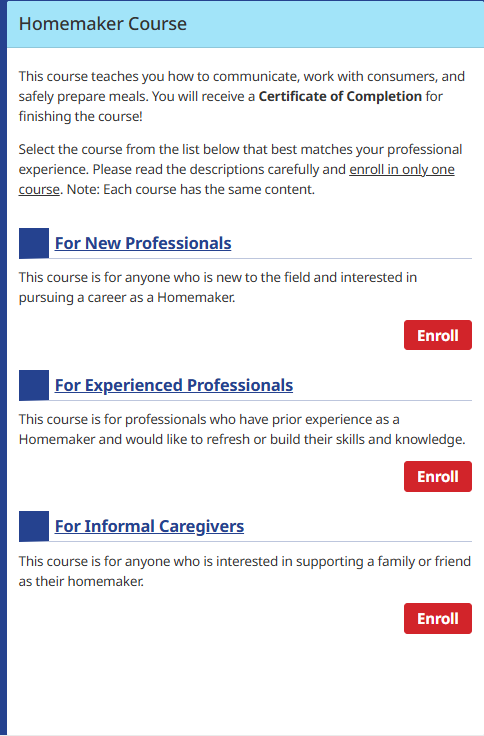 Homemaker Course
This course teaches you how to communicate, work with consumers, and
safely prepare meals. You will receive a Certificate of Completion for
finishing the course!
Select the course from the list below that best matches your professional
experience. Please read the descriptions carefully and enroll in only one
course. Note: Each course has the same content.
For New Professionals
This course is for anyone who is new to the field and interested in
pursuing a career as a Homemaker.
Enroll
For Experienced Professionals
This course is for professionals who have prior experience as a
Homemaker and would like to refresh or build their skills and knowledge.
Enroll
For Informal Caregivers
This course is for anyone who is interested in supporting a family or friend
as their homemaker.
Enroll